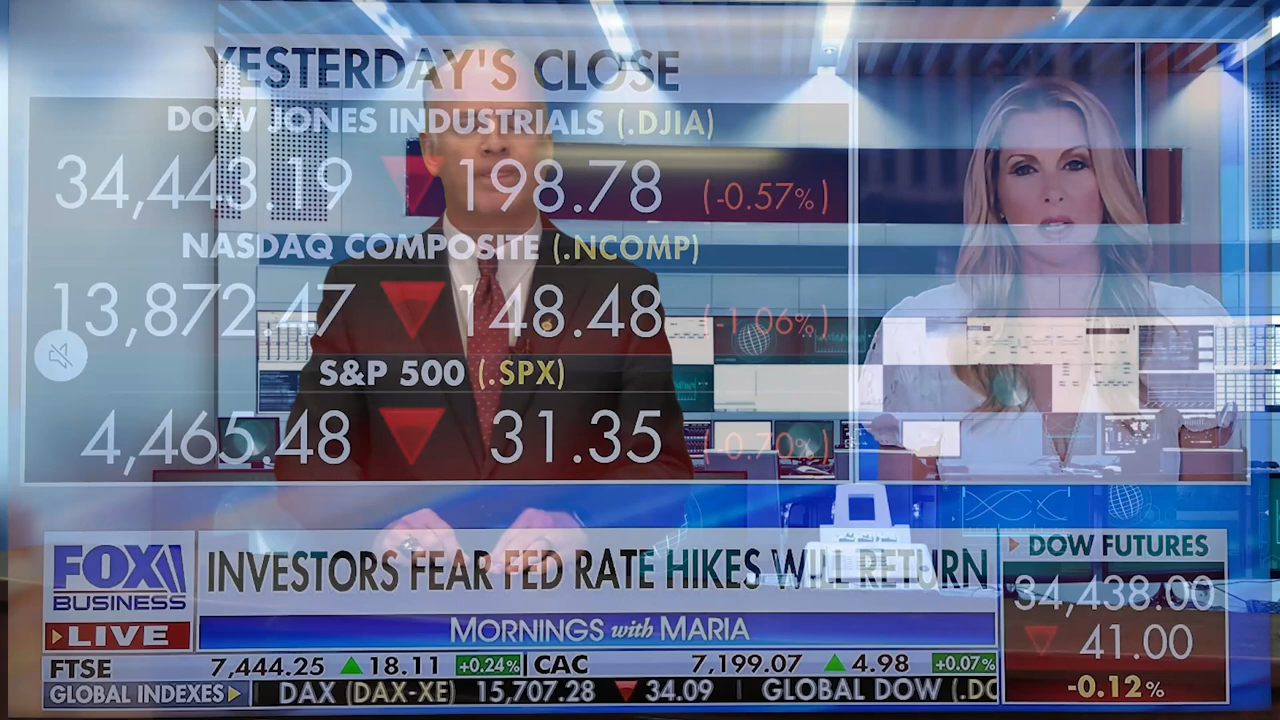 YESTERDAY'S CLOSE
DOW JONES INDUSTRIALS (.DJIA)
34,443.19 198.78 (-0.57%)
NASDAQ COMPOSITE (.NCOMP)
13,872.47 148.48 (-1.06%)
S&P 500 (.SPX)
4,465.48 31.35 (-0.70%)
FOX BUSINESS
LIVE
INVESTORS FEAR FED RATE HIKES WILL RETURN
MORNINGS with MARIA
DOW FUTURES
34,438.00
41.00
-0.12%
FTSE 7,444.25 18.11 +0.24% CAC 7,199.07 4.98 +0.07%
GLOBAL INDEXES DAX (DAX-XE) 15,707.28 34.09 GLOBAL DOW (.DO